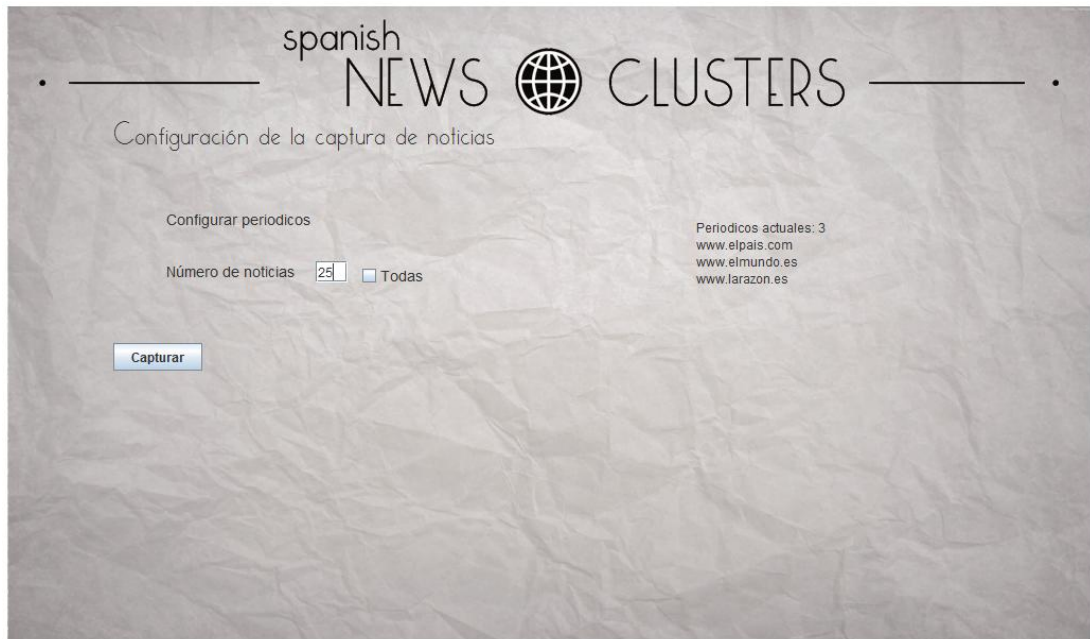 spanish
NEWS CLUSTERS
Configuración de la captura de noticias
Configurar periodicos
Número de noticias 25 Todas
Periodicos actuales: 3
www.elpais.com
www.elmundo.es
www.larazon.es
Capturar